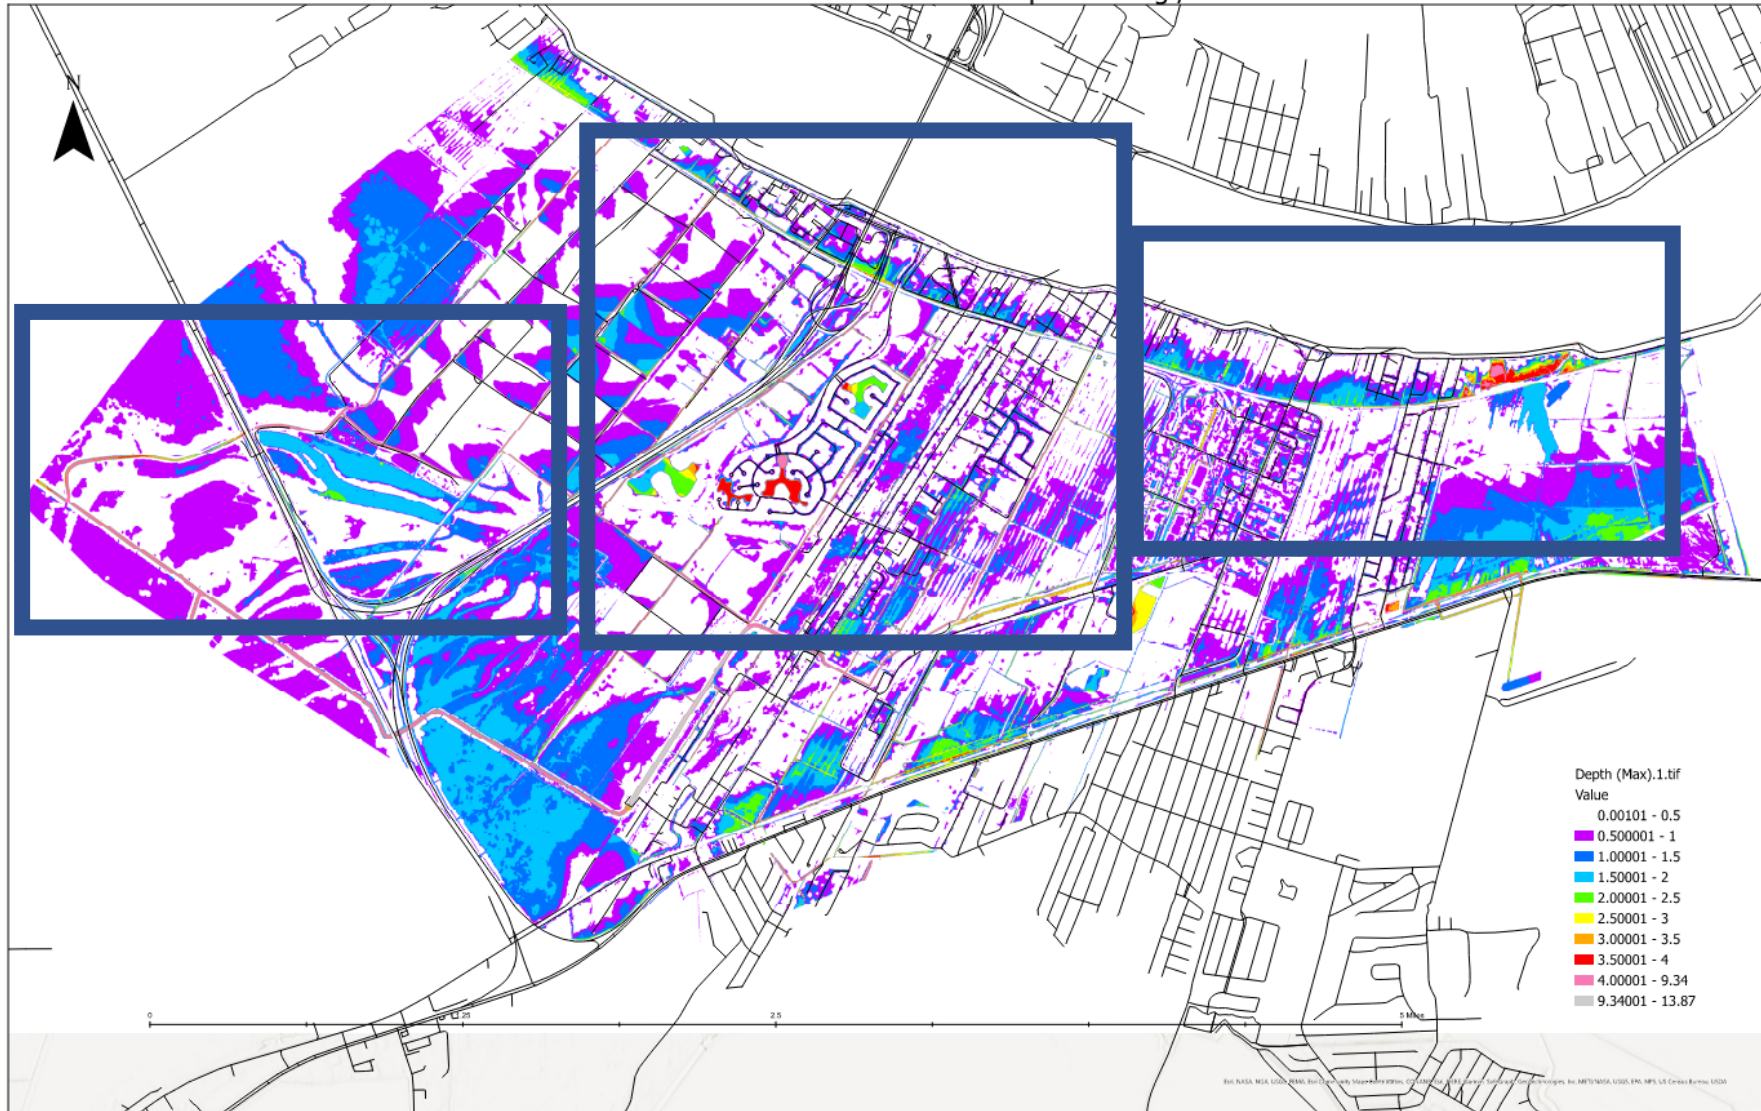 N
Depth (Max).1.tif
Value
0.00101 - 0.5
0.500001 - 1
1.00001 - 1.5
1.50001 - 2
2.00001 - 2.5
2.50001 - 3
3.00001 - 3.5
3.50001 - 4
4.00001 - 9.34
9.34001 - 13.87
0
2.5
5 Miles